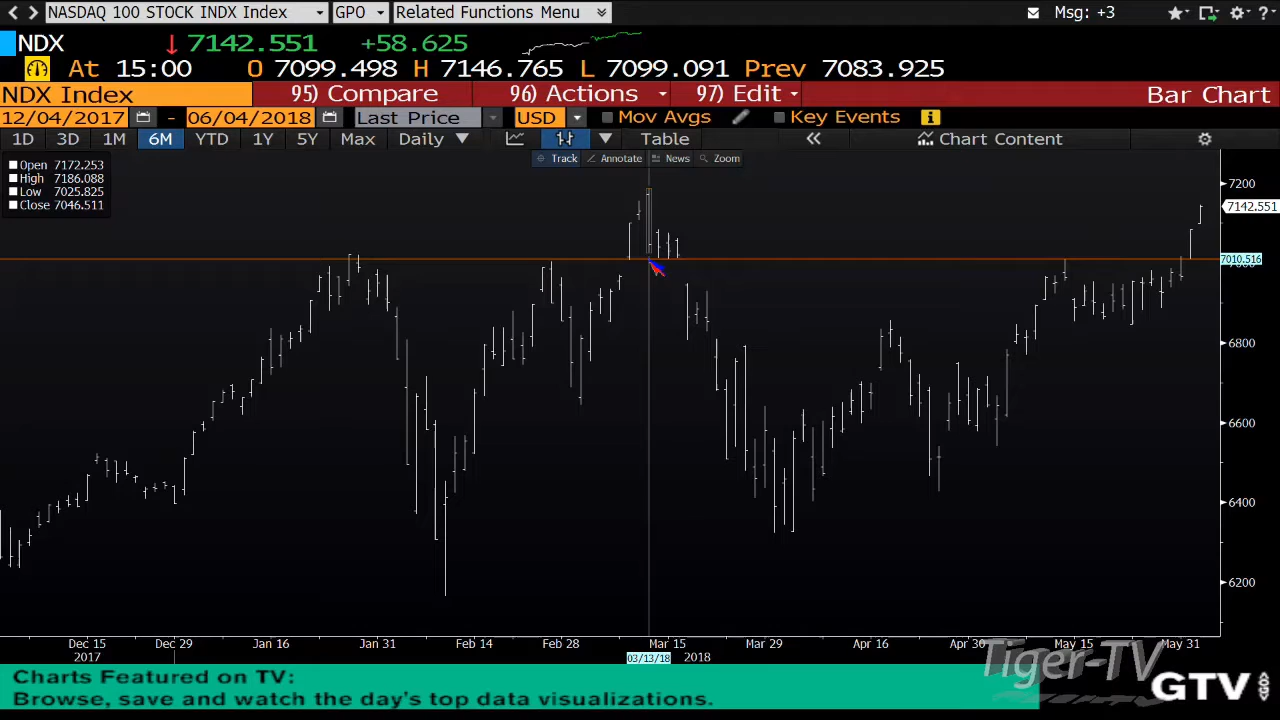 NASDAQ 100 STOCK INDX Index GPO Related Functions Menu Msg: +3 ?
NDX 7142.551 +58.625
At 15:00 O 7099.498 H 7146.765 L 7099.091 Prev 7083.925
NDX Index 95) Compare 96) Actions 97) Edit Bar Chart
12/04/2017 - 06/04/2018 Last Price USD Mov Avgs Key Events i
1D 3D 1M 6M YTD 1Y 5Y Max Daily Table Chart Content
Track Annotate News Zoom
Open 7172.253
High 7186.088
Low 7025.825
Close 7046.511
7200
7142.551
7010.516
6800
6600
6400
6200
Dec 15 Dec 29 Jan 16 Jan 31 Feb 14 Feb 28 Mar 15 Mar 29 Apr 16 Apr 30 May 15 May 31
2017 03/13/18 2018
Tiger-TV
Charts Featured on TV:
Browse, save and watch the day's top data visualizations.
GTV